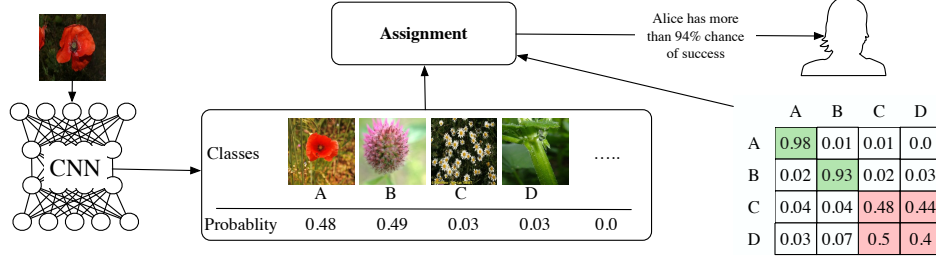 Assignment
Alice has more
than 94% chance
of success
CNN
Classes
.....
A B C D
Probablity 0.48 0.49 0.03 0.03 0.0
A B C D
A 0.98 0.01 0.01 0.0
B 0.02 0.93 0.02 0.03
C 0.04 0.04 0.48 0.44
D 0.03 0.07 0.5 0.4